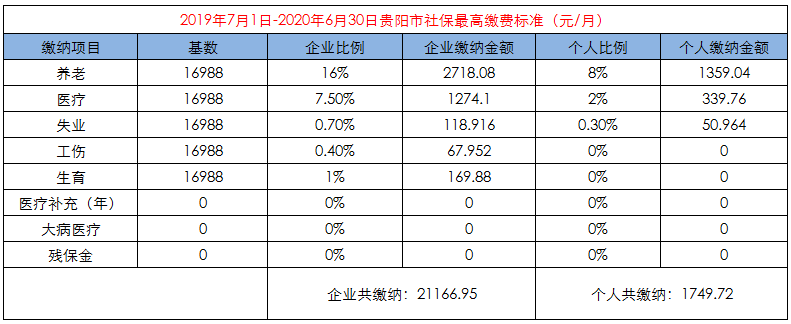 2019年7月1日-2020年6月30日贵阳市社保最高缴费标准（元/月）
缴纳项目 基数 企业比例 企业缴纳金额 个人比例 个人缴纳金额
养老 16988 16% 2718.08 8% 1359.04
医疗 16988 7.50% 1274.1 2% 339.76
失业 16988 0.70% 118.916 0.30% 50.964
工伤 16988 0.40% 67.952 0% 0
生育 16988 1% 169.88 0% 0
医疗补充（年） 0 0% 0 0% 0
大病医疗 0 0% 0 0% 0
残保金 0 0% 0 0% 0
企业共缴纳：21166.95 个人共缴纳：1749.72